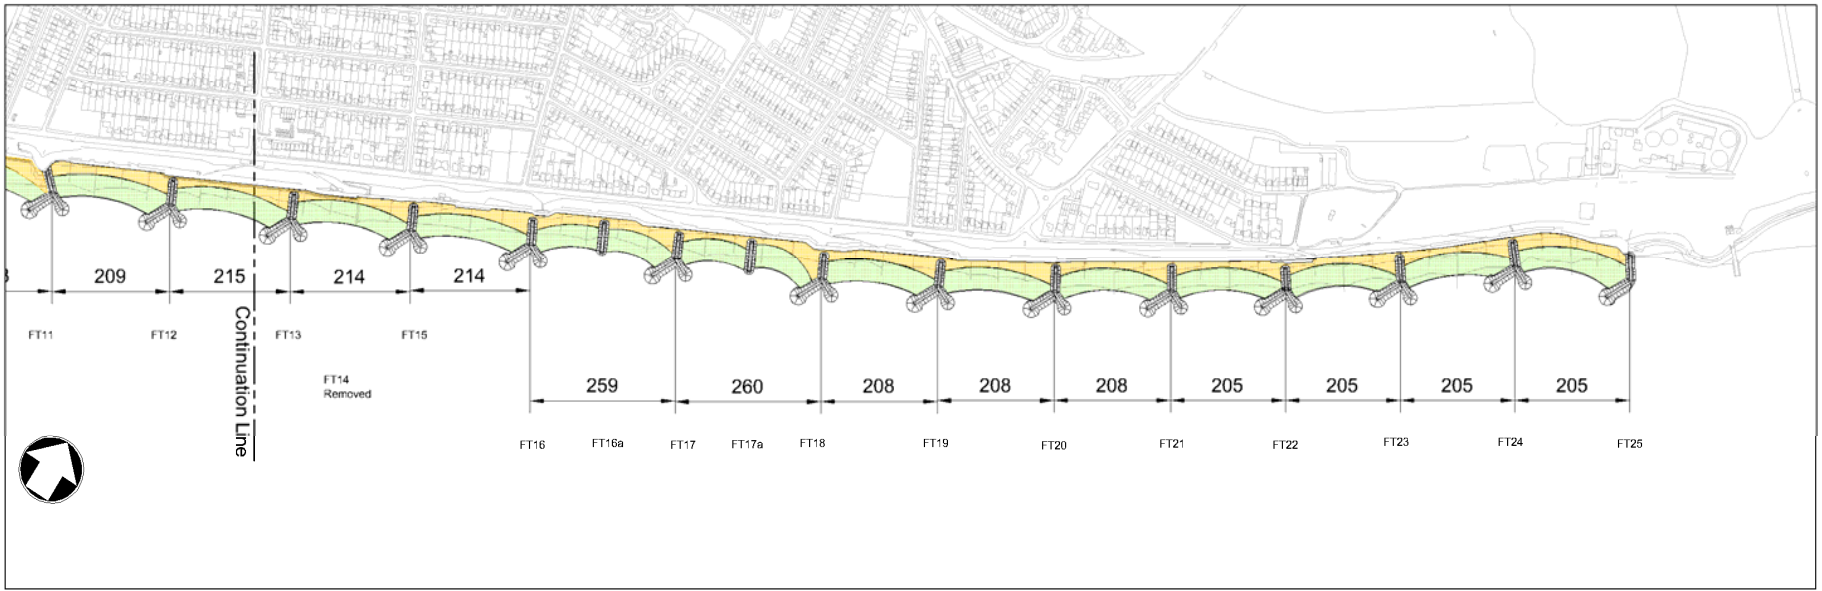 209
215
214
214
FT11
FT12
FT13
FT15
Continuation Line
FT14
Removed
259
260
208
208
208
205
205
205
205
FT16
FT16a
FT17
FT17a
FT18
FT19
FT20
FT21
FT22
FT23
FT24
FT25